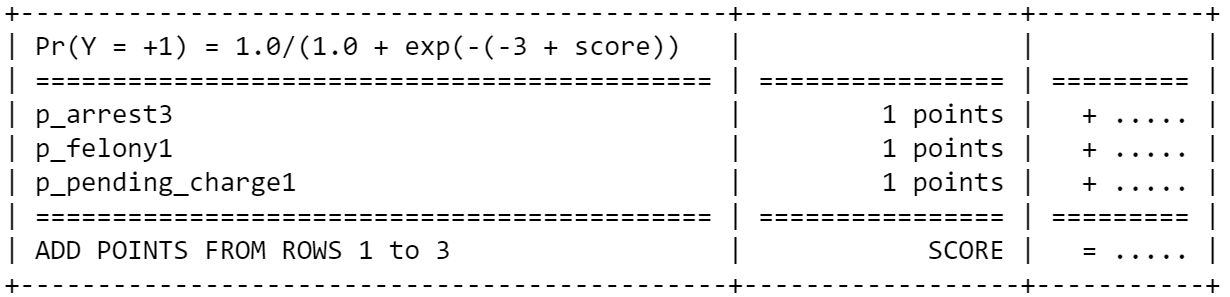 +----------------------------------------------+------------------+-----------+
| Pr(Y = +1) = 1.0/(1.0 + exp(-(-3 + score)) | | |
| ============================================ | ================ | ========= |
| p_arrest3 | 1 points | + ..... |
| p_felony1 | 1 points | + ..... |
| p_pending_charge1 | 1 points | + ..... |
| ============================================ | ================ | ========= |
| ADD POINTS FROM ROWS 1 to 3 | SCORE | = ..... |
+----------------------------------------------+------------------+-----------+